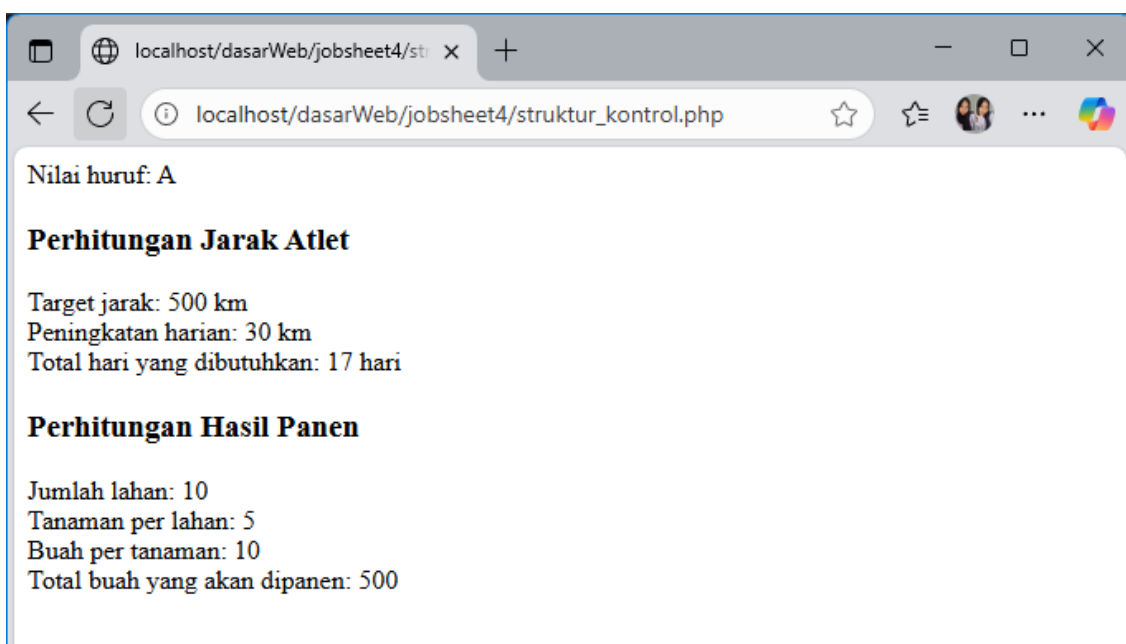 localhost/dasarWeb/jobsheet4/st
localhost/dasarWeb/jobsheet4/struktur_kontrol.php
Nilai huruf: A
Perhitungan Jarak Atlet
Target jarak: 500 km
Peningkatan harian: 30 km
Total hari yang dibutuhkan: 17 hari
Perhitungan Hasil Panen
Jumlah lahan: 10
Tanaman per lahan: 5
Buah per tanaman: 10
Total buah yang akan dipanen: 500